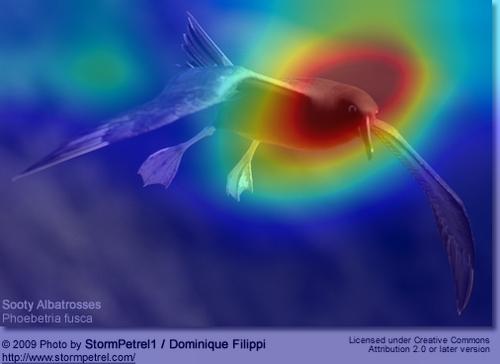 Sooty Albatrosses
Phoebetria fusca
© 2009 Photo by StormPetrel1 / Dominique Filippi
http://www.stormpetrel.com/
Licensed under Creative Commons
Attribution 2.0 or later version